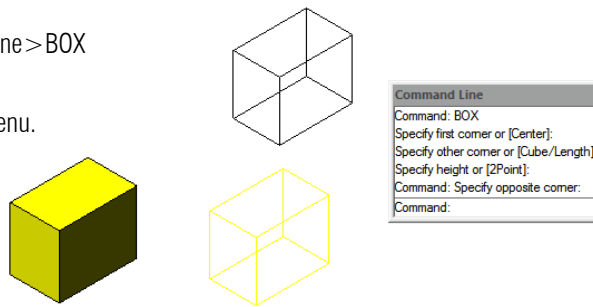 ne>BOX
enu.
Command Line
Command: BOX
Specify first corner or [Center]:
Specify other corner or [Cube/Length]
Specify height or [2Point]:
Command: Specify opposite corner:
Command: